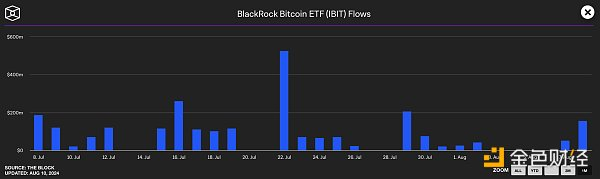 BlackRock Bitcoin ETF (IBIT) Flows
$600m
$400m
$200m
$0
8. Jul
10. Jul
12. Jul
14. Jul
16. Jul
18. Jul
20. Jul
22. Jul
24. Jul
26. Jul
28. Jul
30. Jul
1. Aug
SOURCE: THE BLOCK
UPDATED: AUG 10, 2024
ZOOM
ALL
YTD
3M
1M
金色财经